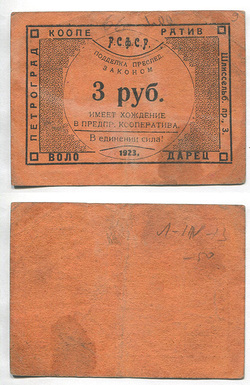 КООПЕ РАТИВ
Р.С.Ф.С.Р.
ПОДДЕЛКА ПРЕСЛЕД.
ЗАКОНОМ
ПЕТРОГРАД
3 руб.
Шлиссельб. пр. 3.
ИМЕЕТ ХОЖДЕНИЕ
В ПРЕДПР. КООПЕРАТИВА.
В единении сила!
ВОЛО ДАРЕЦ
1923.